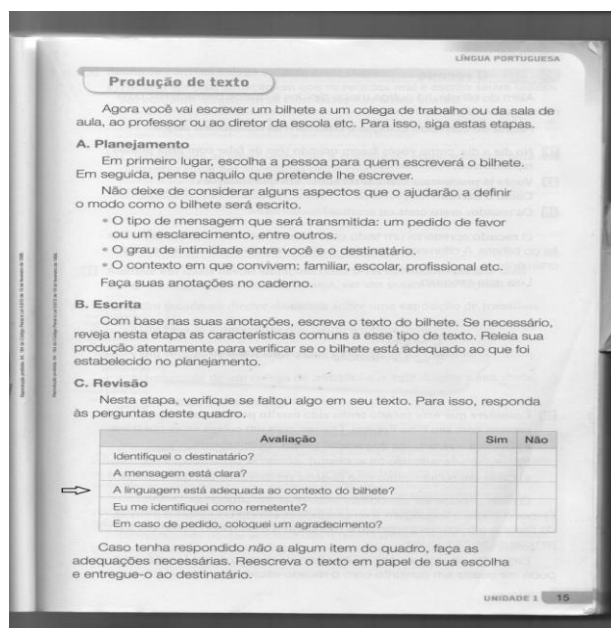 LÍNGUA PORTUGUESA
Produção de texto
Agora você vai escrever um bilhete a um colega de trabalho ou da sala de
aula, ao professor ou ao diretor da escola etc. Para isso, siga estas etapas.
A. Planejamento
Em primeiro lugar, escolha a pessoa para quem escreverá o bilhete.
Em seguida, pense naquilo que pretende lhe escrever.
Não deixe de considerar alguns aspectos que o ajudarão a definir
o modo como o bilhete será escrito.
• O tipo de mensagem que será transmitida: um pedido de favor
ou um esclarecimento, entre outros.
• O grau de intimidade entre você e o destinatário.
• O contexto em que convivem: familiar, escolar, profissional etc.
Faça suas anotações no caderno.
B. Escrita
Com base nas suas anotações, escreva o texto do bilhete. Se necessário,
reveja nesta etapa as características comuns a esse tipo de texto. Releia sua
produção atentamente para verificar se o bilhete está adequado ao que foi
estabelecido no planejamento.
C. Revisão
Nesta etapa, verifique se faltou algo em seu texto. Para isso, responda
às perguntas deste quadro.
Avaliação Sim Não
Identifiquei o destinatário?
A mensagem está clara?
A linguagem está adequada ao contexto do bilhete?
Eu me identifiquei como remetente?
Em caso de pedido, coloquei um agradecimento?
Caso tenha respondido não a algum item do quadro, faça as
adequações necessárias. Reescreva o texto em papel de sua escolha
e entregue-o ao destinatário.
UNIDADE 1 15